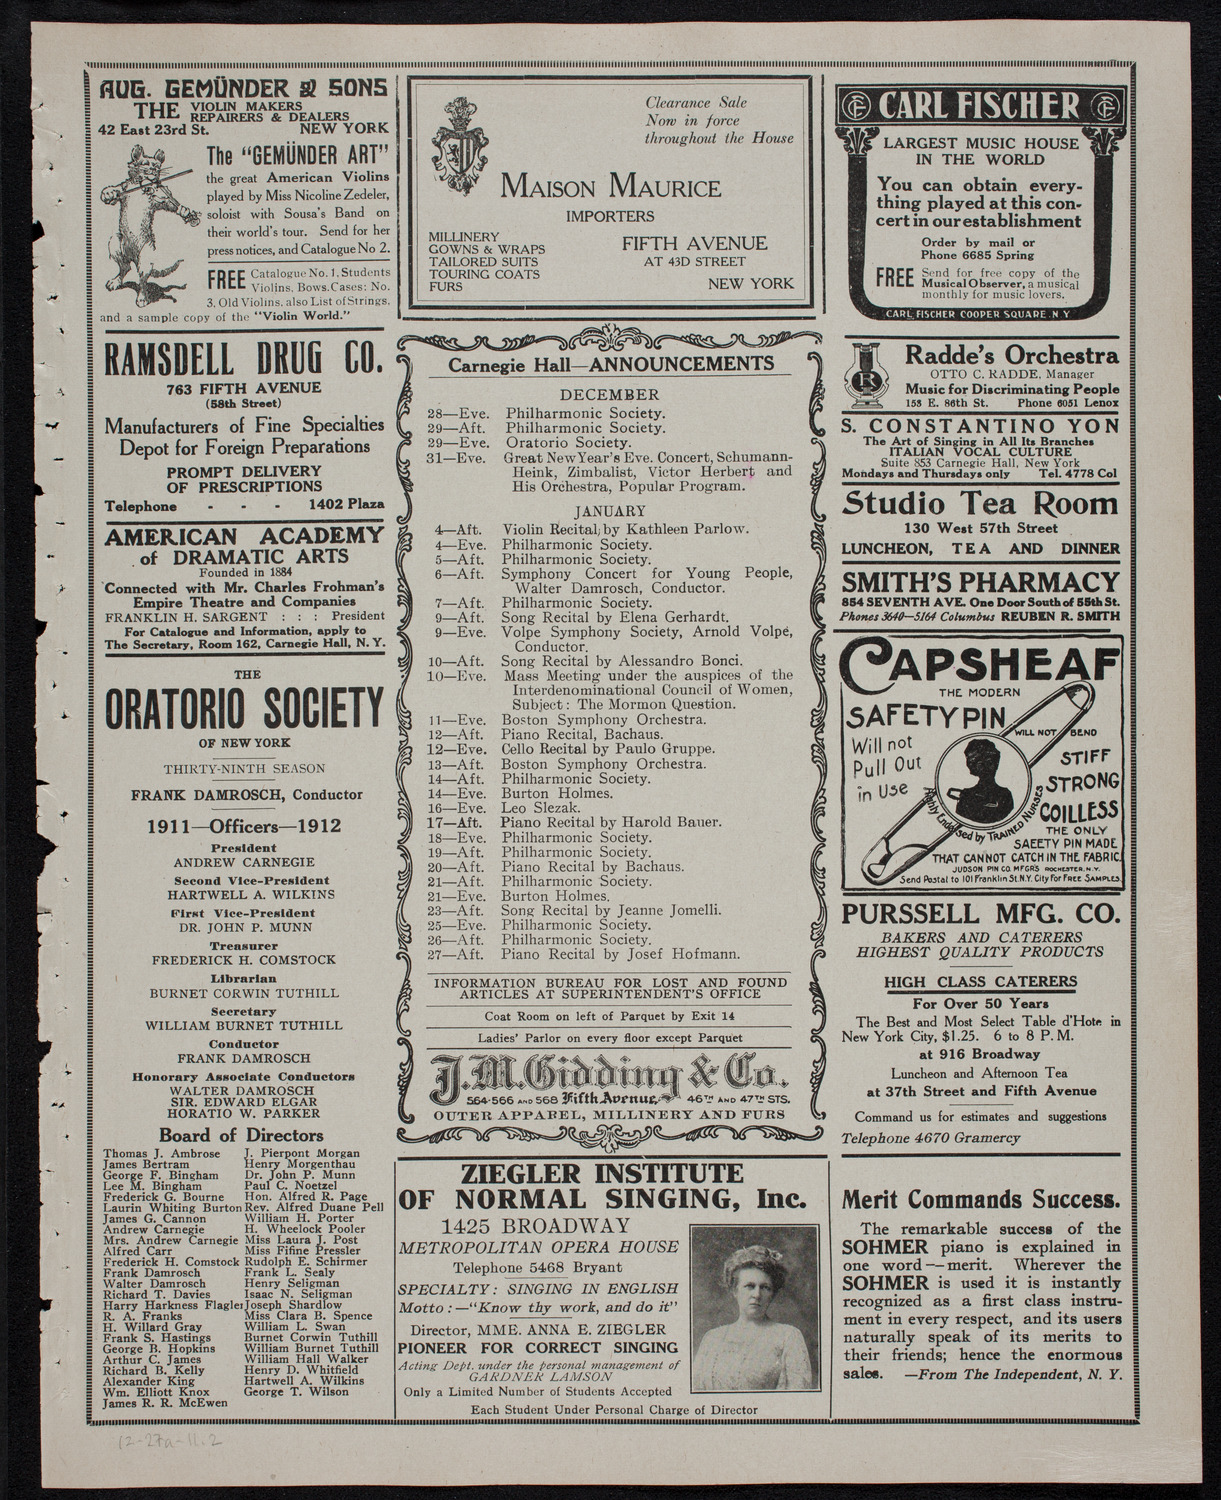 AUG. GEMÜNDER & SONS
THE VIOLIN MAKERS
REPAIRERS & DEALERS
42 East 23rd St. NEW YORK
The "GEMÜNDER ART"
the great American Violins
played by Miss Nicoline Zedeler,
soloist with Sousa's Band on
their world's tour. Send for her
press notices, and Catalogue No 2.
FREE Catalogue No. 1. Students
Violins, Bows, Cases; No.
3. Old Violins, also List of Strings,
and a sample copy of the "Violin World."
RAMSDELL DRUG CO.
763 FIFTH AVENUE
(58th Street)
Manufacturers of Fine Specialties
Depot for Foreign Preparations
PROMPT DELIVERY
OF PRESCRIPTIONS
Telephone - - - 1402 Plaza
AMERICAN ACADEMY
of DRAMATIC ARTS
Founded in 1884
Connected with Mr. Charles Frohman's
Empire Theatre and Companies
FRANKLIN H. SARGENT : : : President
For Catalogue and Information, apply to
The Secretary, Room 162, Carnegie Hall, N. Y.
THE
ORATORIO SOCIETY
OF NEW YORK
THIRTY-NINTH SEASON
FRANK DAMROSCH, Conductor
1911—Officers—1912
President
ANDREW CARNEGIE
Second Vice-President
HARTWELL A. WILKINS
First Vice-President
DR. JOHN P. MUNN
Treasurer
FREDERICK H. COMSTOCK
Librarian
BURNET CORWIN TUTHILL
Secretary
WILLIAM BURNET TUTHILL
Conductor
FRANK DAMROSCH
Honorary Associate Conductors
WALTER DAMROSCH
SIR. EDWARD ELGAR
HORATIO W. PARKER
Board of Directors
Thomas J. Ambrose
James Bertram
George F. Bingham
Lee M. Bingham
Frederick G. Bourne
Laurin Whiting Burton
James G. Cannon
Andrew Carnegie
Mrs. Andrew Carnegie
Alfred Carr
Frederick H. Comstock
Frank Damrosch
Walter Damrosch
Richard T. Davies
Harry Harkness Flagler
R. A. Franks
H. Willard Gray
Frank S. Hastings
George B. Hopkins
Arthur C. James
Richard B. Kelly
Alexander King
Wm. Elliott Knox
James R. R. McEwen
J. Pierpont Morgan
Henry Morgenthau
Dr. John P. Munn
Paul C. Noetzel
Hon. Alfred R. Page
Rev. Alfred Duane Pell
William H. Porter
H. Wheelock Pooler
Miss Laura J. Post
Miss Fifine Pressler
Rudolph E. Schirmer
Frank L. Sealy
Henry Seligman
Isaac N. Seligman
Joseph Shardlow
Miss Clara B. Spence
William L. Swan
Burnet Corwin Tuthill
William Burnet Tuthill
William Hall Walker
Henry D. Whitfield
Hartwell A. Wilkins
George T. Wilson
Clearance Sale
Now in force
throughout the House
MAISON MAURICE
IMPORTERS
MILLINERY
GOWNS & WRAPS
TAILORED SUITS
TOURING COATS
FURS
FIFTH AVENUE
AT 43D STREET
NEW YORK
Carnegie Hall—ANNOUNCEMENTS
DECEMBER
28—Eve. Philharmonic Society.
29—Aft. Philharmonic Society.
29—Eve. Oratorio Society.
31—Eve. Great New Year's Eve. Concert, Schumann-
Heink, Zimbalist, Victor Herbert and
His Orchestra, Popular Program.
JANUARY
4—Aft. Violin Recital by Kathleen Parlow.
4—Eve. Philharmonic Society.
5—Aft. Philharmonic Society.
6—Aft. Symphony Concert for Young People,
Walter Damrosch, Conductor.
7—Aft. Philharmonic Society.
9—Aft. Song Recital by Elena Gerhardt.
9—Eve. Volpe Symphony Society, Arnold Volpe,
Conductor.
10—Aft. Song Recital by Alessandro Bonci.
10—Eve. Mass Meeting under the auspices of the
Interdenominational Council of Women,
Subject: The Mormon Question.
11—Eve. Boston Symphony Orchestra.
12—Aft. Piano Recital, Bachaus.
12—Eve. Cello Recital by Paulo Gruppe.
13—Aft. Boston Symphony Orchestra.
14—Aft. Philharmonic Society.
14—Eve. Burton Holmes.
16—Eve. Leo Slezak.
17—Aft. Piano Recital by Harold Bauer.
18—Eve. Philharmonic Society.
19—Aft. Philharmonic Society.
20—Aft. Piano Recital by Bachaus.
21—Aft. Philharmonic Society.
21—Eve. Burton Holmes.
23—Aft. Song Recital by Jeanne Jomelli.
25—Eve. Philharmonic Society.
26—Aft. Philharmonic Society.
27—Aft. Piano Recital by Josef Hofmann.
INFORMATION BUREAU FOR LOST AND FOUND
ARTICLES AT SUPERINTENDENT'S OFFICE
Coat Room on left of Parquet by Exit 14
Ladies' Parlor on every floor except Parquet
J. M. Gidding & Co.
564-566 AND 568 Fifth Avenue, 46TH AND 47TH STS.
OUTER APPAREL, MILLINERY AND FURS
ZIEGLER INSTITUTE
OF NORMAL SINGING, Inc.
1425 BROADWAY
METROPOLITAN OPERA HOUSE
Telephone 5468 Bryant
SPECIALTY: SINGING IN ENGLISH
Motto:—"Know thy work, and do it"
Director, MME. ANNA E. ZIEGLER
PIONEER FOR CORRECT SINGING
Acting Dept. under the personal management of
GARDNER LAMSON
Only a Limited Number of Students Accepted
Each Student Under Personal Charge of Director
CF CARL FISCHER CF
LARGEST MUSIC HOUSE
IN THE WORLD
You can obtain every-
thing played at this con-
cert in our establishment
Order by mail or
Phone 6685 Spring
FREE Send for free copy of the
Musical Observer, a musical
monthly for music lovers.
CARL FISCHER COOPER SQUARE N Y
R
Radde's Orchestra
OTTO C. RADDE, Manager
Music for Discriminating People
158 E. 86th St. Phone 6051 Lenox
S. CONSTANTINO YON
The Art of Singing in All Its Branches
ITALIAN VOCAL CULTURE
Suite 853 Carnegie Hall, New York
Mondays and Thursdays only Tel. 4778 Col
Studio Tea Room
130 West 57th Street
LUNCHEON, TEA AND DINNER
SMITH'S PHARMACY
854 SEVENTH AVE. One Door South of 55th St.
Phones 3640—5164 Columbus REUBEN R. SMITH
CAPSHEAF
THE MODERN
SAFETY PIN
WILL NOT BEND
Will not
Pull Out
in Use
STIFF
STRONG
COILLESS
Highly Endorsed by TRAINED NURSES
THE ONLY
SAFETY PIN MADE
THAT CANNOT CATCH IN THE FABRIC.
JUDSON PIN CO. MFGRS ROCHESTER, N.Y.
Send Postal to 101 Franklin St. N.Y. City for FREE SAMPLES.
PURSSELL MFG. CO.
BAKERS AND CATERERS
HIGHEST QUALITY PRODUCTS
HIGH CLASS CATERERS
For Over 50 Years
The Best and Most Select Table d'Hote in
New York City, $1.25. 6 to 8 P. M.
at 916 Broadway
Luncheon and Afternoon Tea
at 37th Street and Fifth Avenue
Command us for estimates and suggestions
Telephone 4670 Gramercy
Merit Commands Success.
The remarkable success of the
SOHMER piano is explained in
one word—merit. Wherever the
SOHMER is used it is instantly
recognized as a first class instru-
ment in every respect, and its users
naturally speak of its merits to
their friends; hence the enormous
sales. —From The Independent, N. Y.
12-27a-11.2